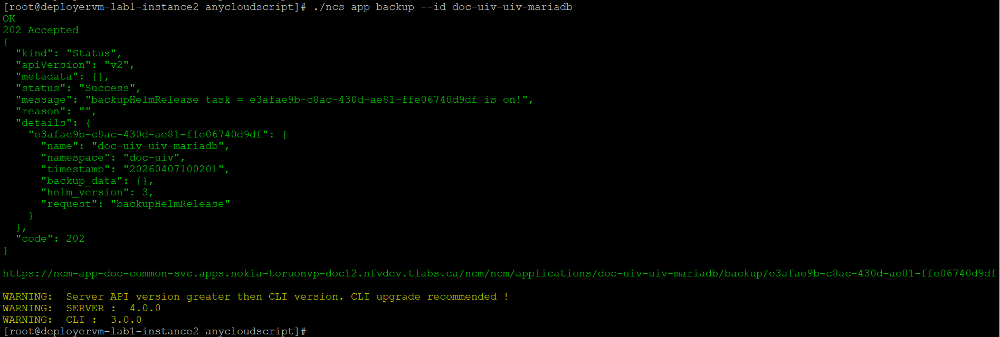 [root@deployervm-lab1-instance2 anycloudscript]# ./ncs app backup --id doc-uiv-uiv-mariadb
OK
202 Accepted
{
  "kind": "Status",
  "apiVersion": "v2",
  "metadata": {},
  "status": "Success",
  "message": "backupHelmRelease task = e3afae9b-c8ac-430d-ae81-ffe06740d9df is on!",
  "reason": "",
  "details": {
    "e3afae9b-c8ac-430d-ae81-ffe06740d9df": {
      "name": "doc-uiv-uiv-mariadb",
      "namespace": "doc-uiv",
      "timestamp": "20260407100201",
      "backup_data": {},
      "helm_version": 3,
      "request": "backupHelmRelease"
    }
  },
  "code": 202
}
https://ncm-app-doc-common-svc.apps.nokia-toruonvp-doc12.nfvdev.tlabs.ca/ncm/ncm/applications/doc-uiv-uiv-mariadb/backup/e3afae9b-c8ac-430d-ae81-ffe06740d9df
WARNING:  Server API version greater then CLI version. CLI upgrade recommended !
WARNING:  SERVER :  4.0.0
WARNING:  CLI :  3.0.0
[root@deployervm-lab1-instance2 anycloudscript]#